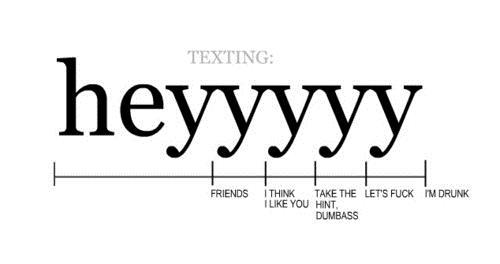 TEXTING:
heyyyyy
FRIENDS
I THINK
I LIKE YOU
TAKE THE
HINT,
DUMBASS
LET'S FUCK
I'M DRUNK